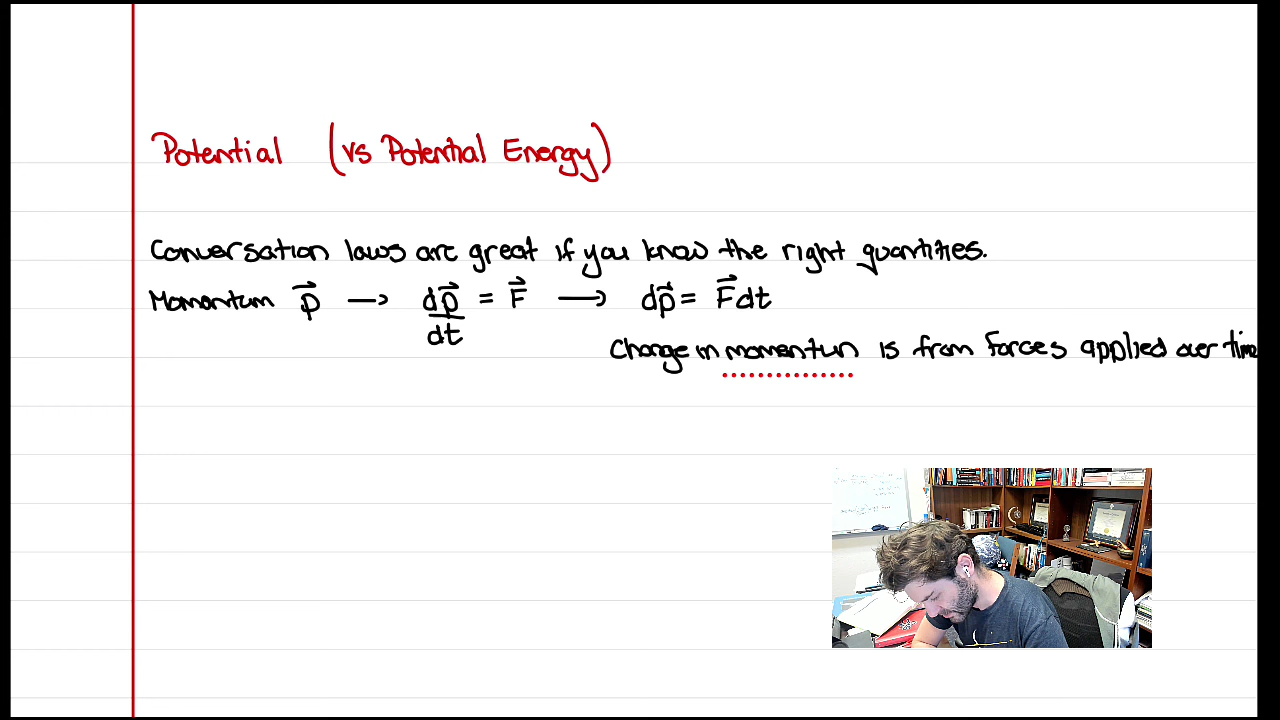 Potential (vs Potential Energy)
Conversation laws are great if you know the right quantities.
Momentum p⃗ → dp⃗/dt = F⃗ → dp⃗ = F⃗dt
Change in momentum is from forces applied over time